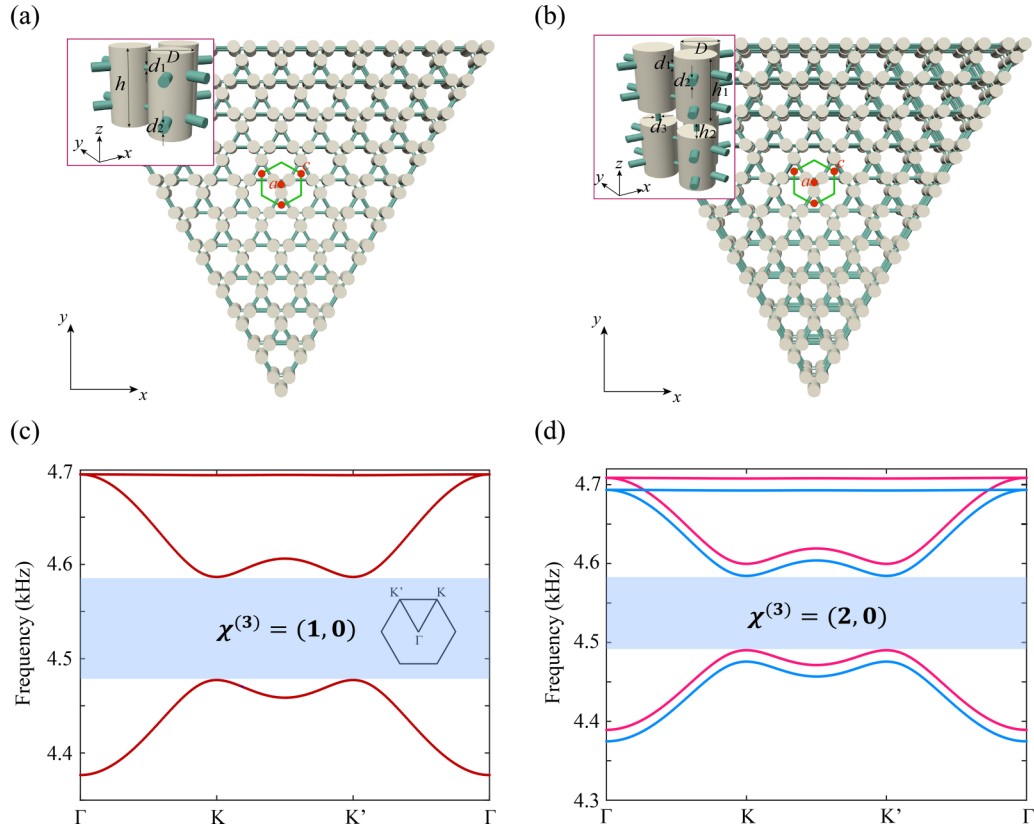 (a)
(b)
D
d1
h
d2
z
y
x
a
c
y
x
D
d1
d2
h1
d3
h2
z
y
x
a
c
y
x
(c)
(d)
4.7
4.6
4.5
4.4
Frequency (kHz)
χ(3) = (1, 0)
K’
K
Γ
Γ
K
K’
Γ
4.7
4.6
4.5
4.4
4.3
Frequency (kHz)
χ(3) = (2, 0)
Γ
K
K’
Γ